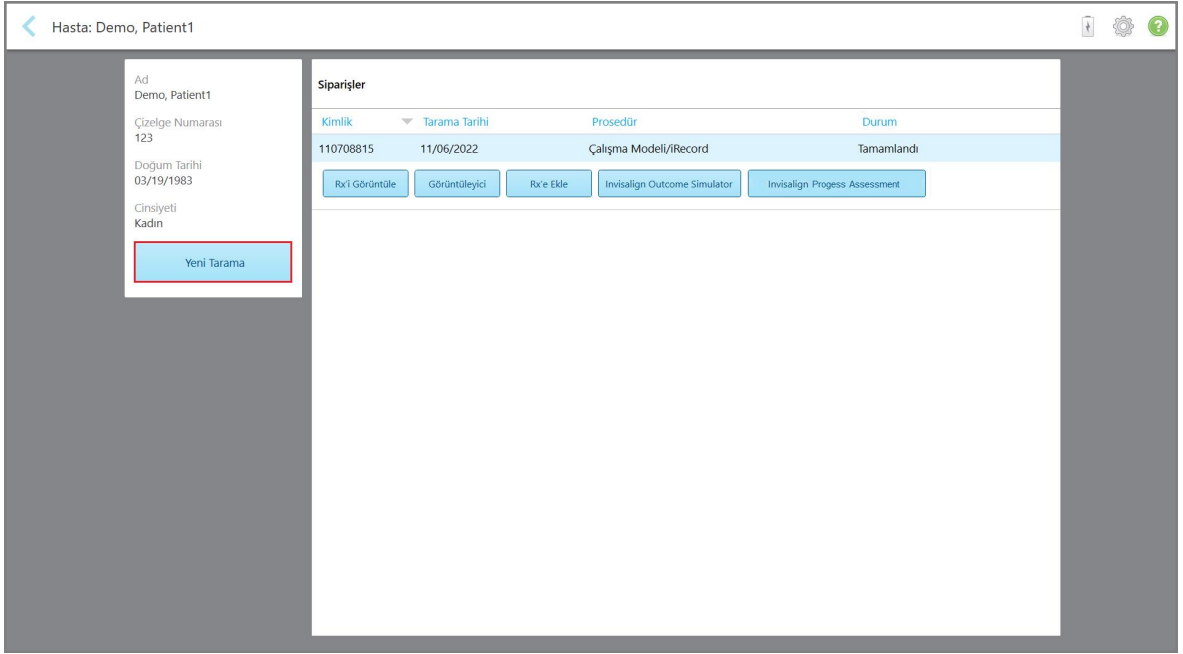 Hasta: Demo, Patient1
?
Ad
Demo, Patient1
Çizelge Numarası
123
Doğum Tarihi
03/19/1983
Cinsiyeti
Kadın
Yeni Tarama
Siparişler
Kimlik Tarama Tarihi Prosedür Durum
110708815 11/06/2022 Çalışma Modeli/iRecord Tamamlandı
Rx'i Görüntüle Görüntüleyici Rx'e Ekle Invisalign Outcome Simulator Invisalign Progess Assessment